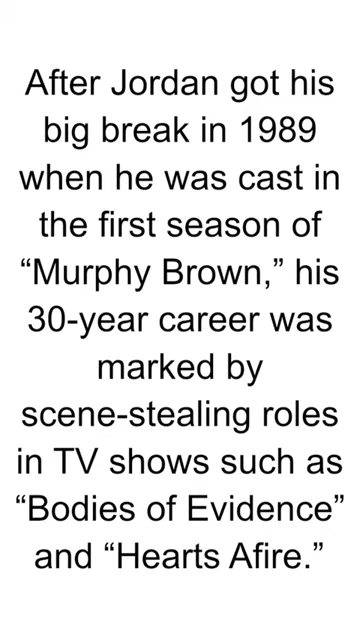 After Jordan got his
big break in 1989
when he was cast in
the first season of
“Murphy Brown,” his
30-year career was
marked by
scene-stealing roles
in TV shows such as
“Bodies of Evidence”
and “Hearts Afire.”